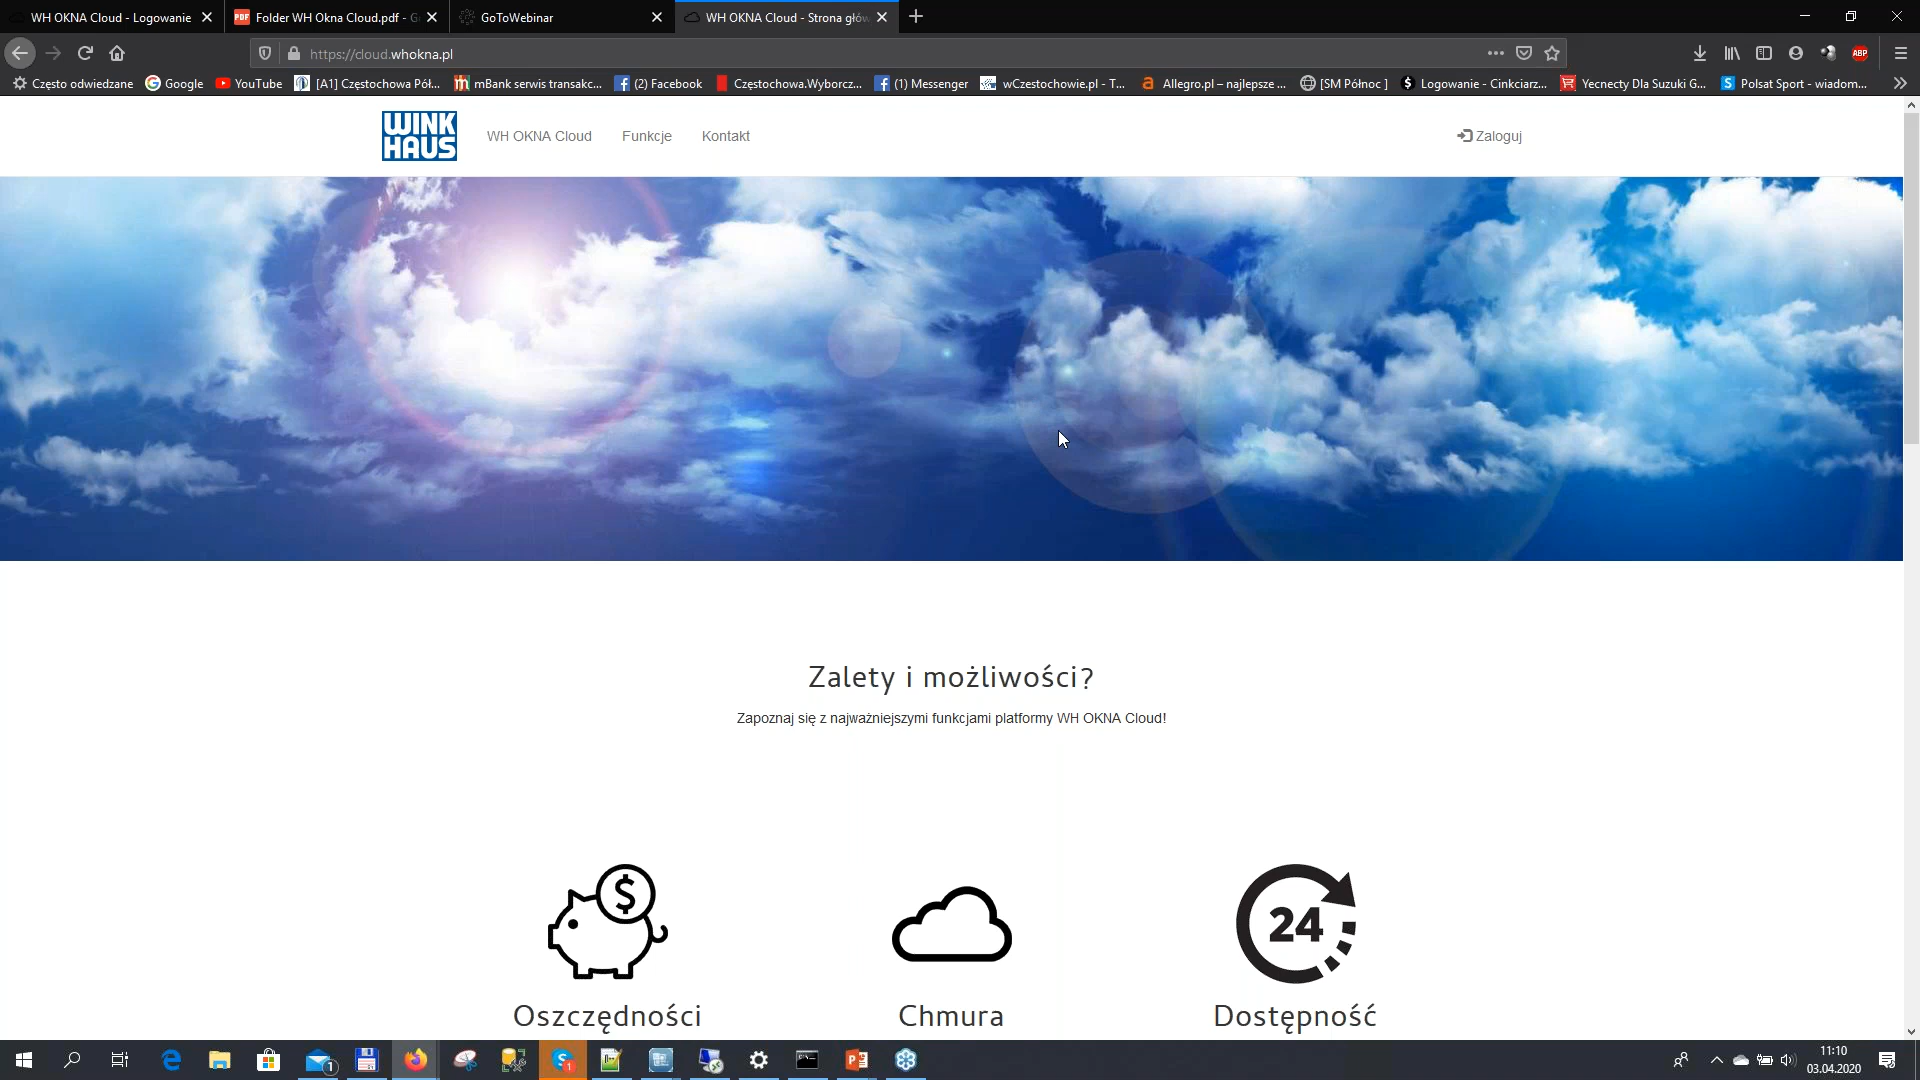 WH OKNA Cloud - Logowanie
Folder WH Okna Cloud.pdf - G
GoToWebinar
WH OKNA Cloud - Strona głów
https://cloud.whokna.pl
Często odwiedzane
Google
YouTube
[A1] Częstochowa Pół...
mBank serwis transakc...
(2) Facebook
Częstochowa.Wyborcz...
(1) Messenger
wCzestochowie.pl - T...
Allegro.pl – najlepsze ...
[SM Północ ]
Logowanie - Cinkciarz...
Yecnecty Dla Suzuki G...
Polsat Sport - wiadom...
ABP
WINK
HAUS
WH OKNA Cloud
Funkcje
Kontakt
Zaloguj
Zalety i możliwości?
Zapoznaj się z najważniejszymi funkcjami platformy WH OKNA Cloud!
$
24
Oszczędności
Chmura
Dostępność
11:10
03.04.2020